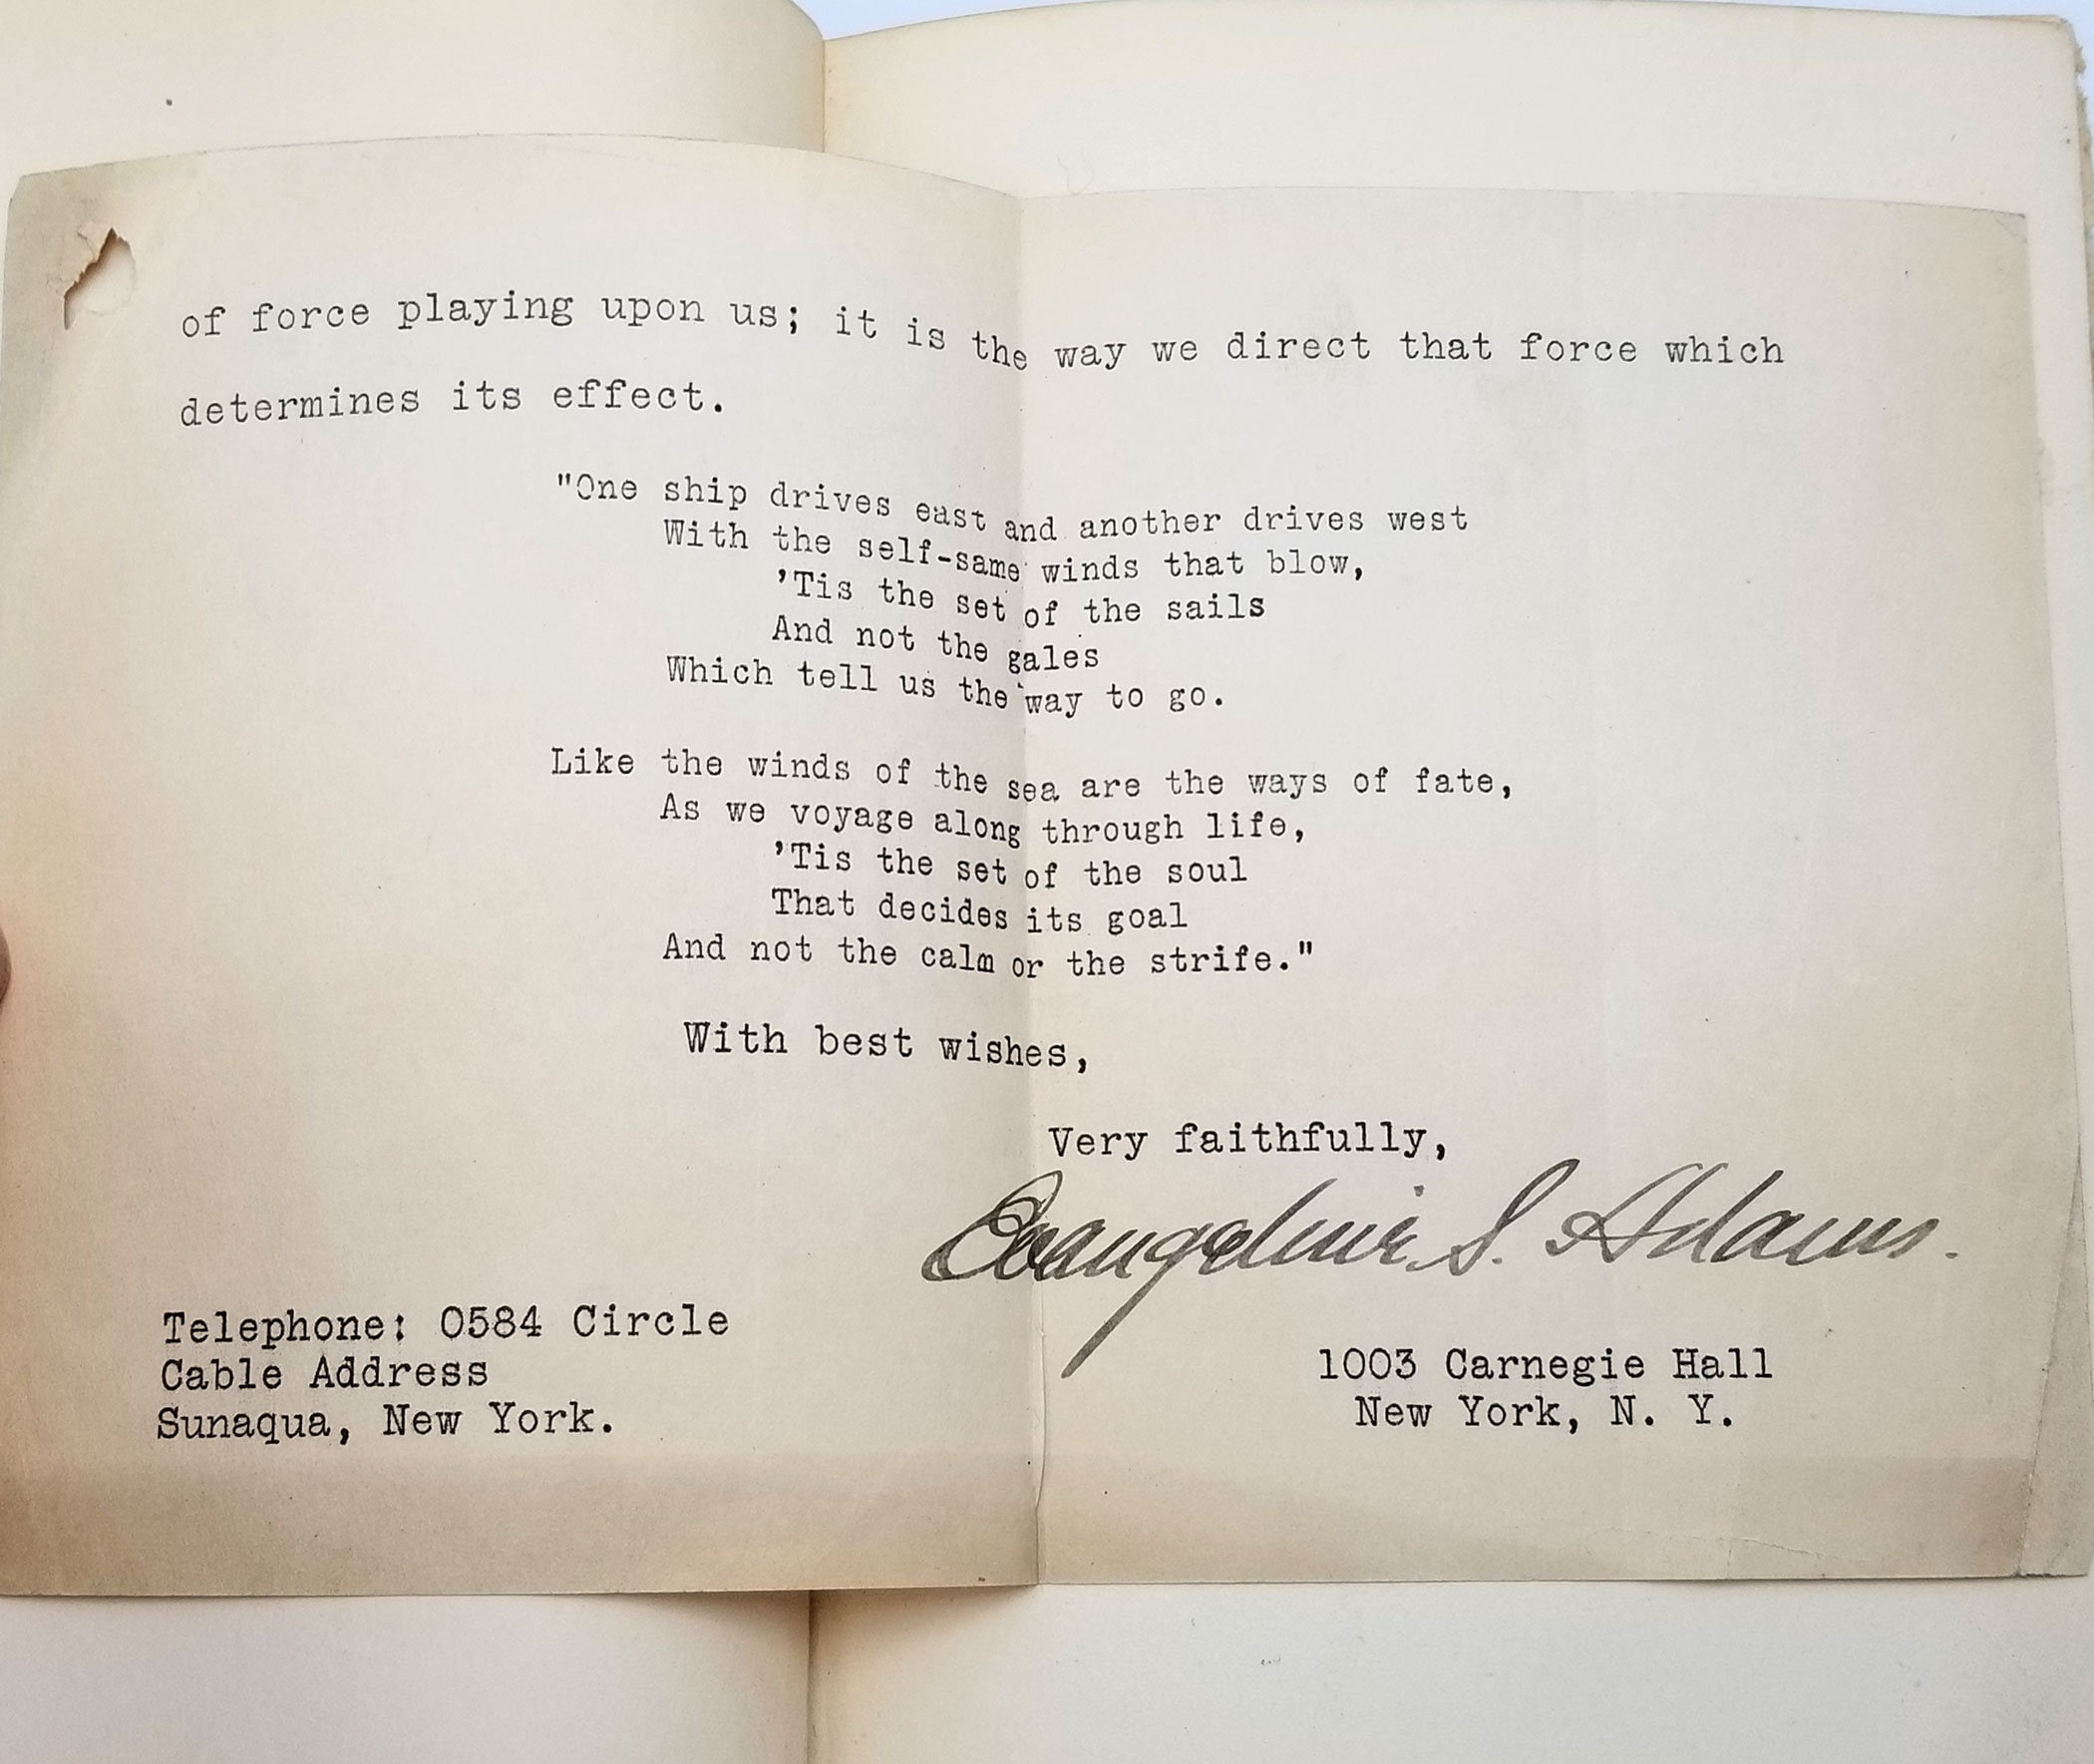 of force playing upon us; it is the way we direct that force which
determines its effect.
"One ship drives east and another drives west
With the self-same winds that blow,
'Tis the set of the sails
And not the gales
Which tell us the way to go.
Like the winds of the sea are the ways of fate,
As we voyage along through life,
'Tis the set of the soul
That decides its goal
And not the calm or the strife."
With best wishes,
Very faithfully,
Evangeline S. Adams.
Telephone: 0584 Circle
Cable Address
Sunaqua, New York.
1003 Carnegie Hall
New York, N. Y.